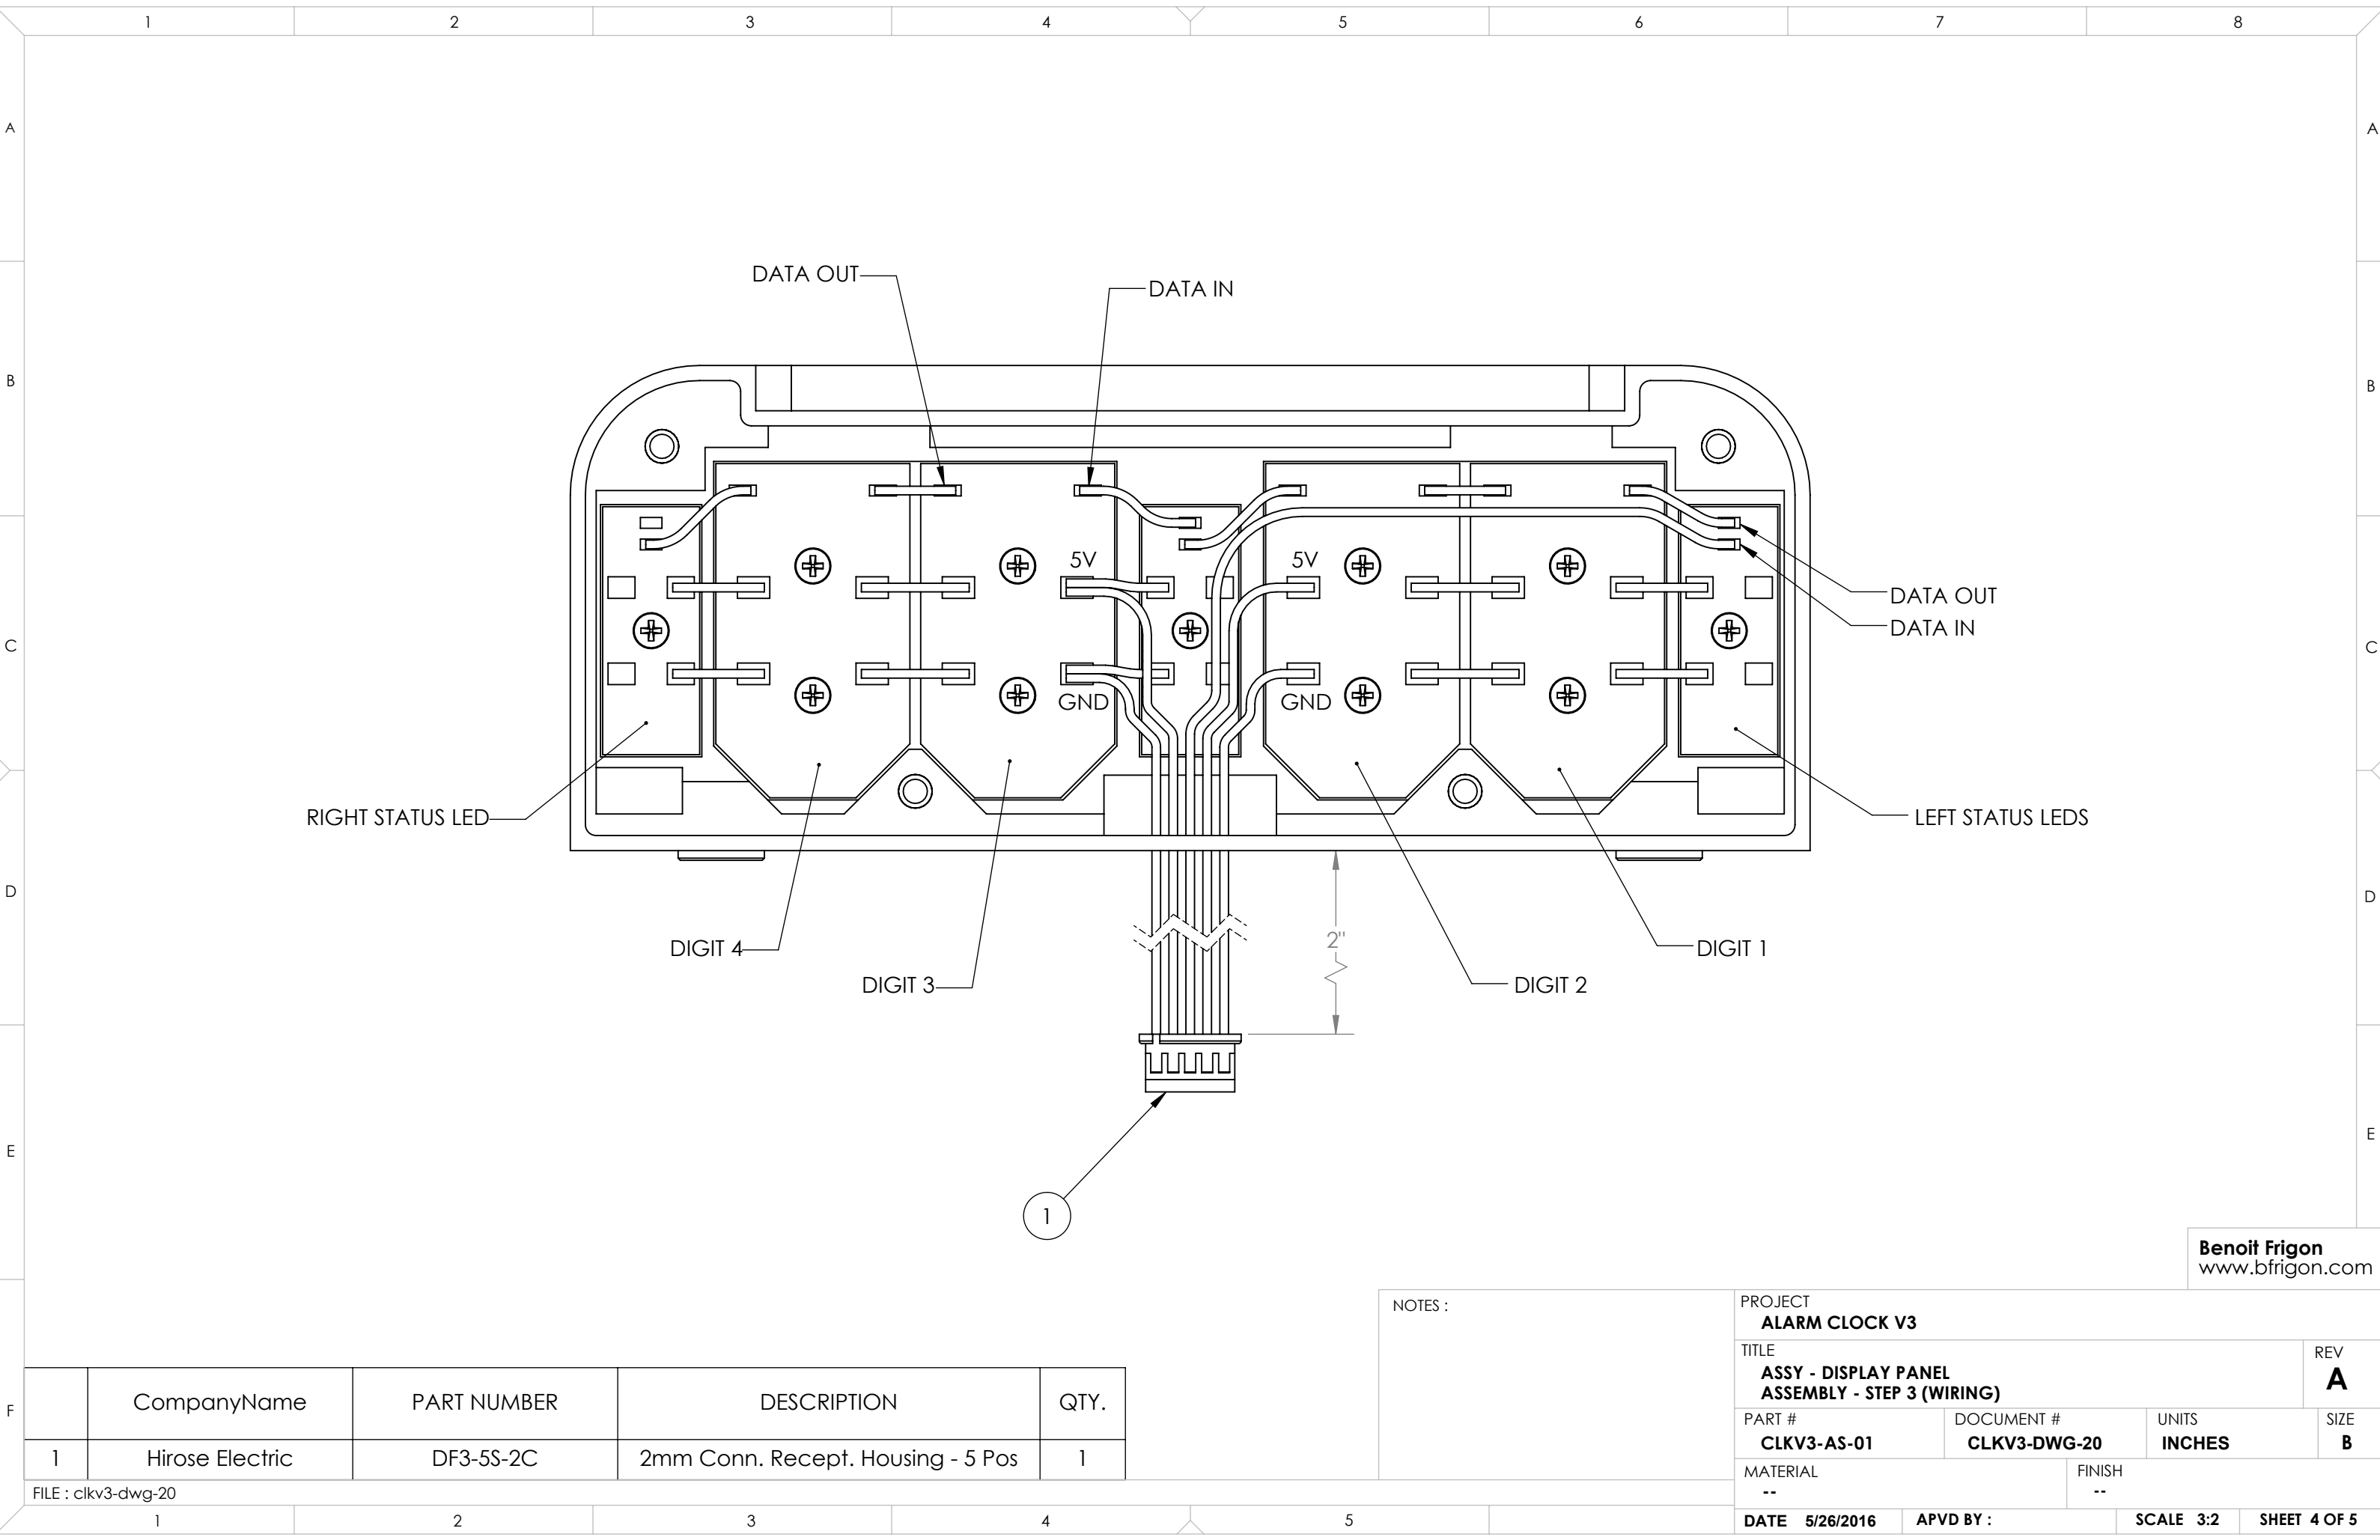 1 2 3 4 5 6 7 8
A A
DATA OUT
DATA IN
B B
5V 5V
DATA OUT
DATA IN
C C
GND GND
RIGHT STATUS LED
LEFT STATUS LEDS
D D
DIGIT 4
DIGIT 1
2"
DIGIT 3
DIGIT 2
E E
1
Benoit Frigon
www.bfrigon.com
NOTES :
PROJECT
ALARM CLOCK V3
TITLE
ASSY - DISPLAY PANEL
ASSEMBLY - STEP 3 (WIRING)
REV
A
F
CompanyName PART NUMBER DESCRIPTION QTY.
1 Hirose Electric DF3-5S-2C 2mm Conn. Recept. Housing - 5 Pos 1
PART #
CLKV3-AS-01
DOCUMENT #
CLKV3-DWG-20
UNITS
INCHES
SIZE
B
MATERIAL
--
FINISH
--
FILE : clkv3-dwg-20
DATE 5/26/2016 APVD BY : SCALE 3:2 SHEET 4 OF 5
1 2 3 4 5